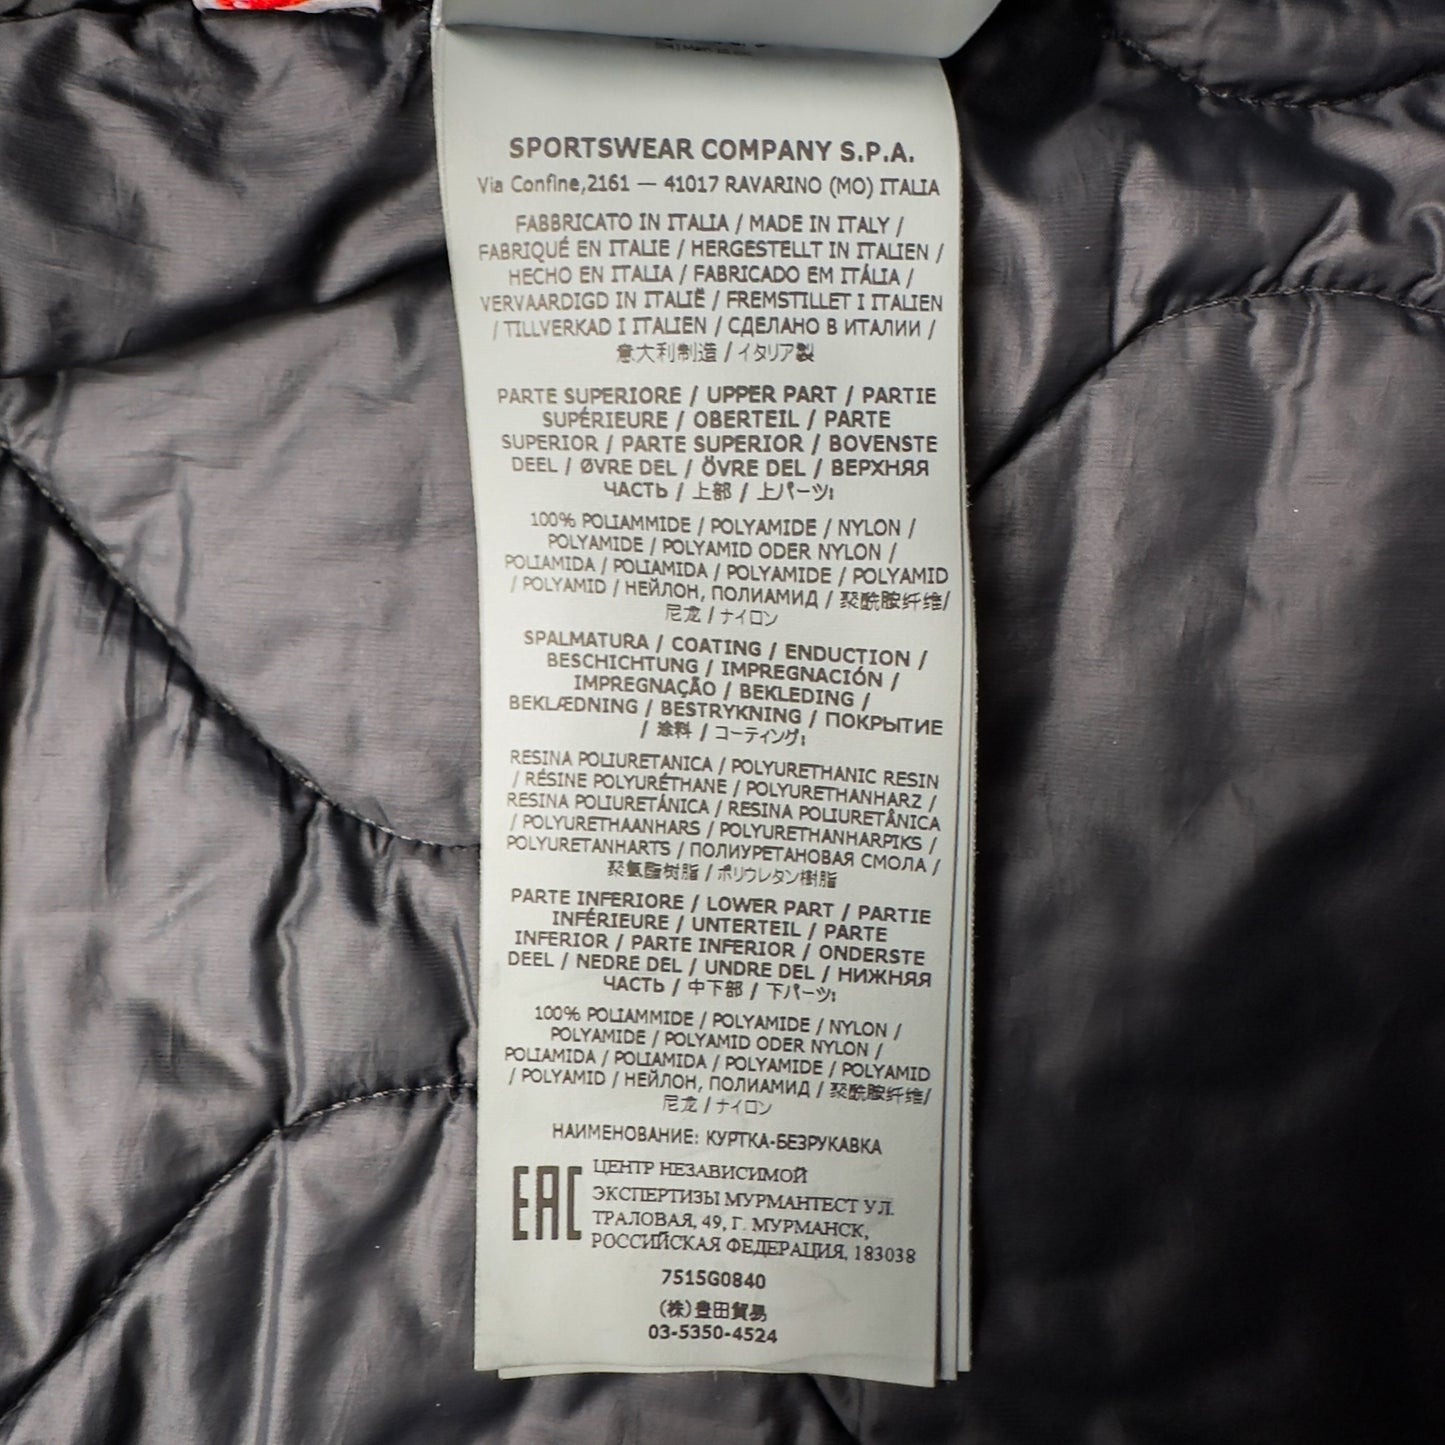 SPORTSWEAR COMPANY S.P.A.
Via Confine,2161 — 41017 RAVARINO (MO) ITALIA
FABBRICATO IN ITALIA / MADE IN ITALY /
FABRIQUÉ EN ITALIE / HERGESTELLT IN ITALIEN /
HECHO EN ITALIA / FABRICADO EM ITÁLIA /
VERVAARDIGD IN ITALIË / FREMSTILLET I ITALIEN
/ TILLVERKAD I ITALIEN / СДЕЛАНО В ИТАЛИИ /
意大利制造 / イタリア製
PARTE SUPERIORE / UPPER PART / PARTIE
SUPÉRIEURE / OBERTEIL / PARTE
SUPERIOR / PARTE SUPERIOR / BOVENSTE
DEEL / ØVRE DEL / ÖVRE DEL / ВЕРХНЯЯ
ЧАСТЬ / 上部 / 上パーツ:
100% POLIAMMIDE / POLYAMIDE / NYLON /
POLYAMIDE / POLYAMID ODER NYLON /
POLIAMIDA / POLIAMIDA / POLYAMIDE / POLYAMID
/ POLYAMID / НЕЙЛОН, ПОЛИАМИД / 聚酰胺纤维/
尼龙 / ナイロン
SPALMATURA / COATING / ENDUCTION /
BESCHICHTUNG / IMPREGNACIÓN /
IMPREGNAÇÃO / BEKLEDING /
BEKLÆDNING / BESTRYKNING / ПОКРЫТИЕ
/ 涂料 / コーティング:
RESINA POLIURETANICA / POLYURETHANIC RESIN
/ RÉSINE POLYURÉTHANE / POLYURETHANHARZ /
RESINA POLIURETÁNICA / RESINA POLIURETÂNICA
/ POLYURETHAANHARS / POLYURETHANHARPIKS /
POLYURETANHARTS / ПОЛИУРЕТАНОВАЯ СМОЛА /
聚氨酯树脂 / ポリウレタン樹脂
PARTE INFERIORE / LOWER PART / PARTIE
INFÉRIEURE / UNTERTEIL / PARTE
INFERIOR / PARTE INFERIOR / ONDERSTE
DEEL / NEDRE DEL / UNDRE DEL / НИЖНЯЯ
ЧАСТЬ / 中下部 / 下パーツ:
100% POLIAMMIDE / POLYAMIDE / NYLON /
POLYAMIDE / POLYAMID ODER NYLON /
POLIAMIDA / POLIAMIDA / POLYAMIDE / POLYAMID
/ POLYAMID / НЕЙЛОН, ПОЛИАМИД / 聚酰胺纤维/
尼龙 / ナイロン
НАИМЕНОВАНИЕ: КУРТКА-БЕЗРУКАВКА
EAC
ЦЕНТР НЕЗАВИСИМОЙ
ЭКСПЕРТИЗЫ МУРМАНТЕСТ УЛ.
ТРАЛОВАЯ, 49, Г. МУРМАНСК,
РОССИЙСКАЯ ФЕДЕРАЦИЯ, 183038
7515G0840
(株)豊田貿易
03-5350-4524